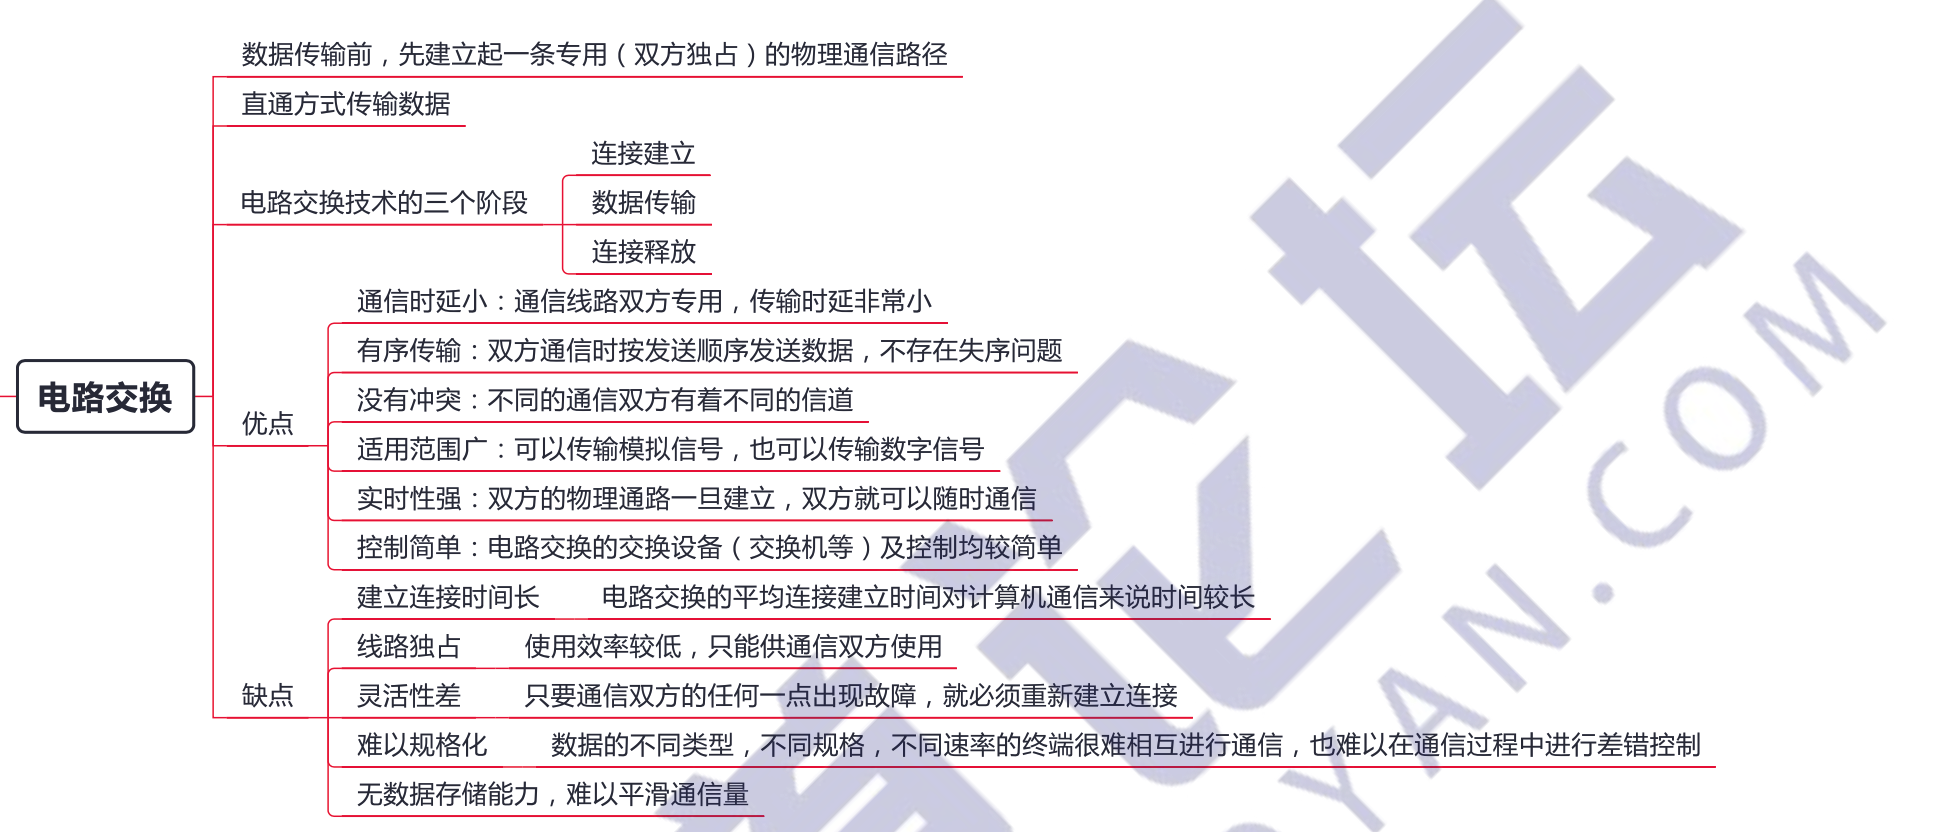 数据传输前，先建立起一条专用（双方独占）的物理通信路径
直通方式传输数据
电路交换技术的三个阶段
连接建立
数据传输
连接释放
电路交换
优点
通信时延小：通信线路双方专用，传输时延非常小
有序传输：双方通信时按发送顺序发送数据，不存在失序问题
没有冲突：不同的通信双方有着不同的信道
适用范围广：可以传输模拟信号，也可以传输数字信号
实时性强：双方的物理通路一旦建立，双方就可以随时通信
控制简单：电路交换的交换设备（交换机等）及控制均较简单
缺点
建立连接时间长 电路交换的平均连接建立时间对计算机通信来说时间较长
线路独占 使用效率较低，只能供通信双方使用
灵活性差 只要通信双方的任何一点出现故障，就必须重新建立连接
难以规格化 数据的不同类型，不同规格，不同速率的终端很难相互进行通信，也难以在通信过程中进行差错控制
无数据存储能力，难以平滑通信量
论坛
YAN.COM